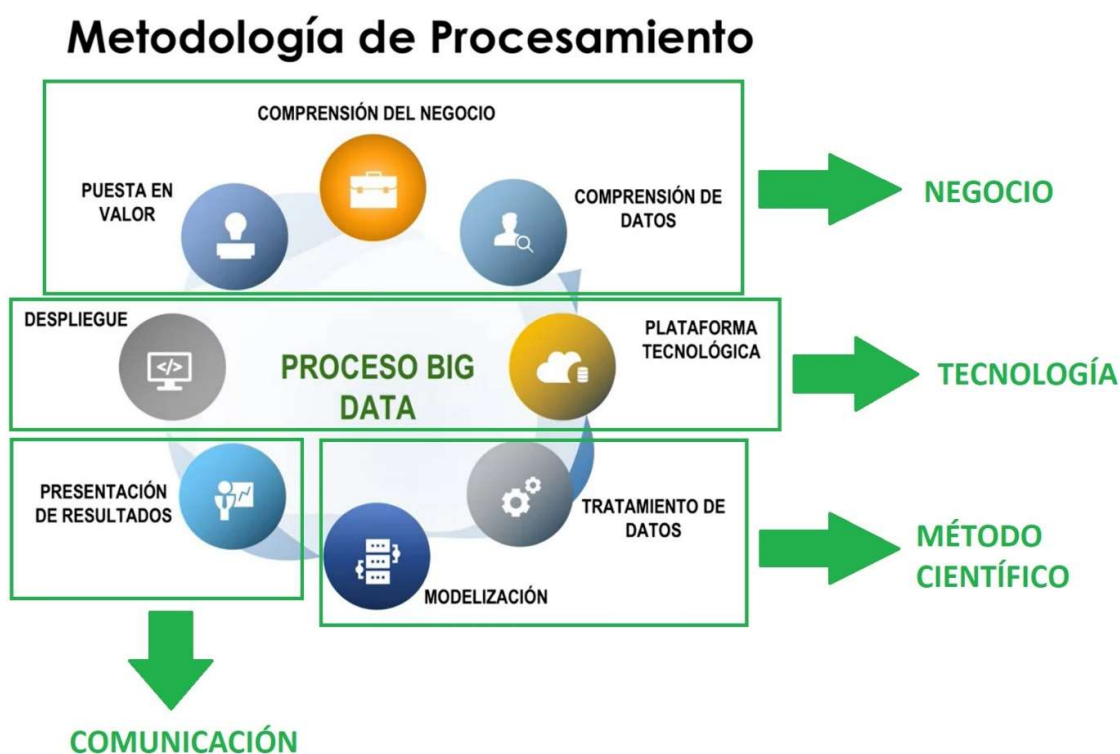 Metodología de Procesamiento
COMPRENSIÓN DEL NEGOCIO
PUESTA EN
VALOR
COMPRENSIÓN DE
DATOS
NEGOCIO
DESPLIEGUE
</>
PROCESO BIG
DATA
PLATAFORMA
TECNOLÓGICA
TECNOLOGÍA
PRESENTACIÓN
DE RESULTADOS
MODELIZACIÓN
TRATAMIENTO DE
DATOS
MÉTODO
CIENTÍFICO
COMUNICACIÓN